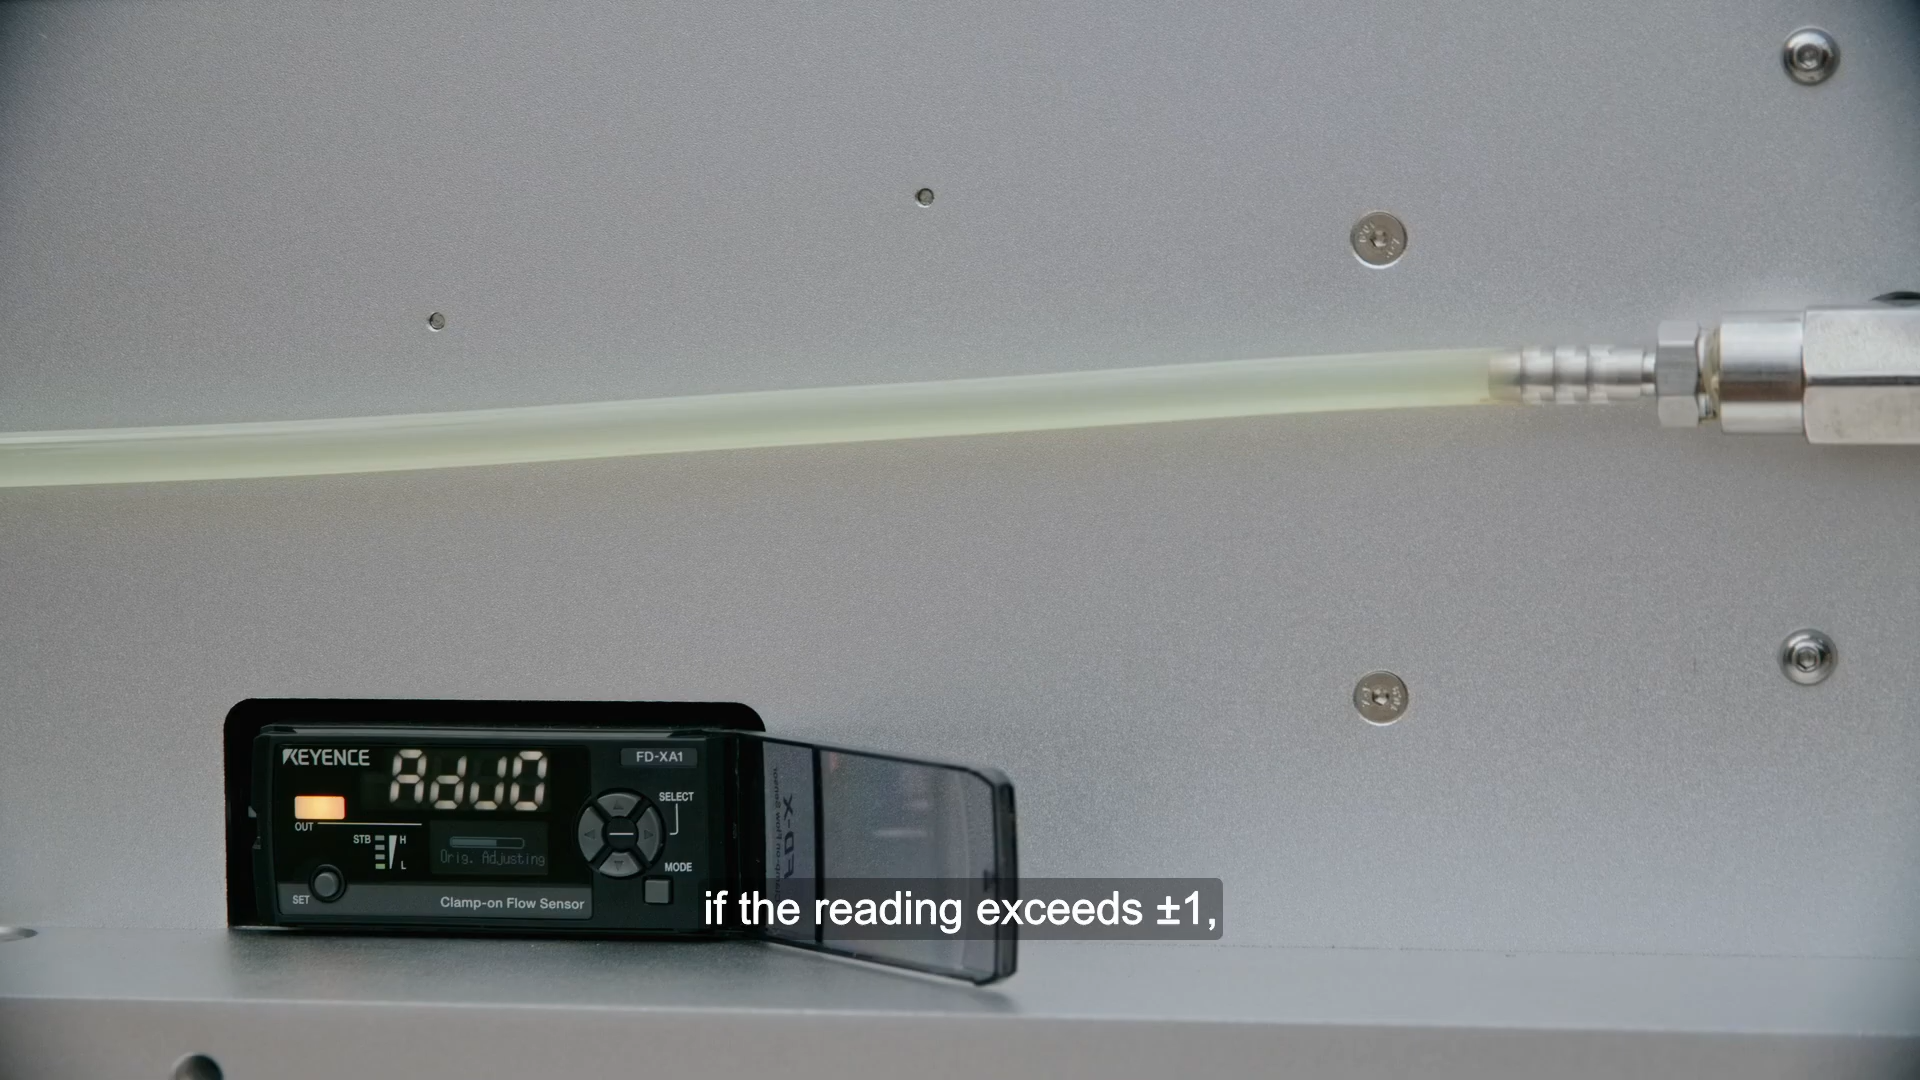 KEYENCE
AdJ0
FD-XA1
SELECT
OUT
STB
H
L
Orig. Adjusting
MODE
SET
Clamp-on Flow Sensor
FD-X
if the reading exceeds ±1,